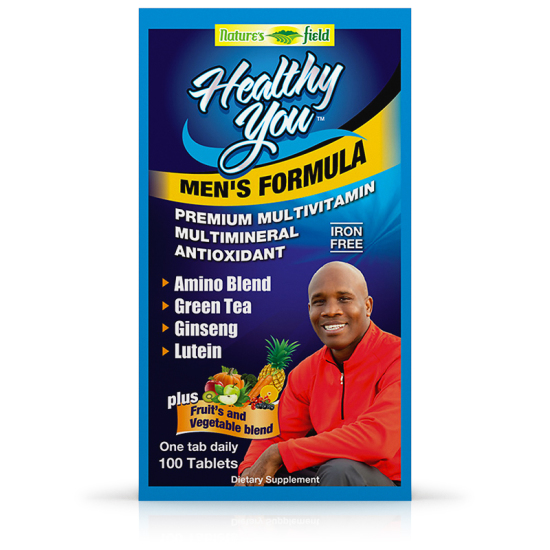 Nature's field
Healthy
You™
MEN'S FORMULA
PREMIUM MULTIVITAMIN
MULTIMINERAL
ANTIOXIDANT
IRON
FREE
Amino Blend
Green Tea
Ginseng
Lutein
plus
Fruit's and
Vegetable blend
One tab daily
100 Tablets
Dietary Supplement